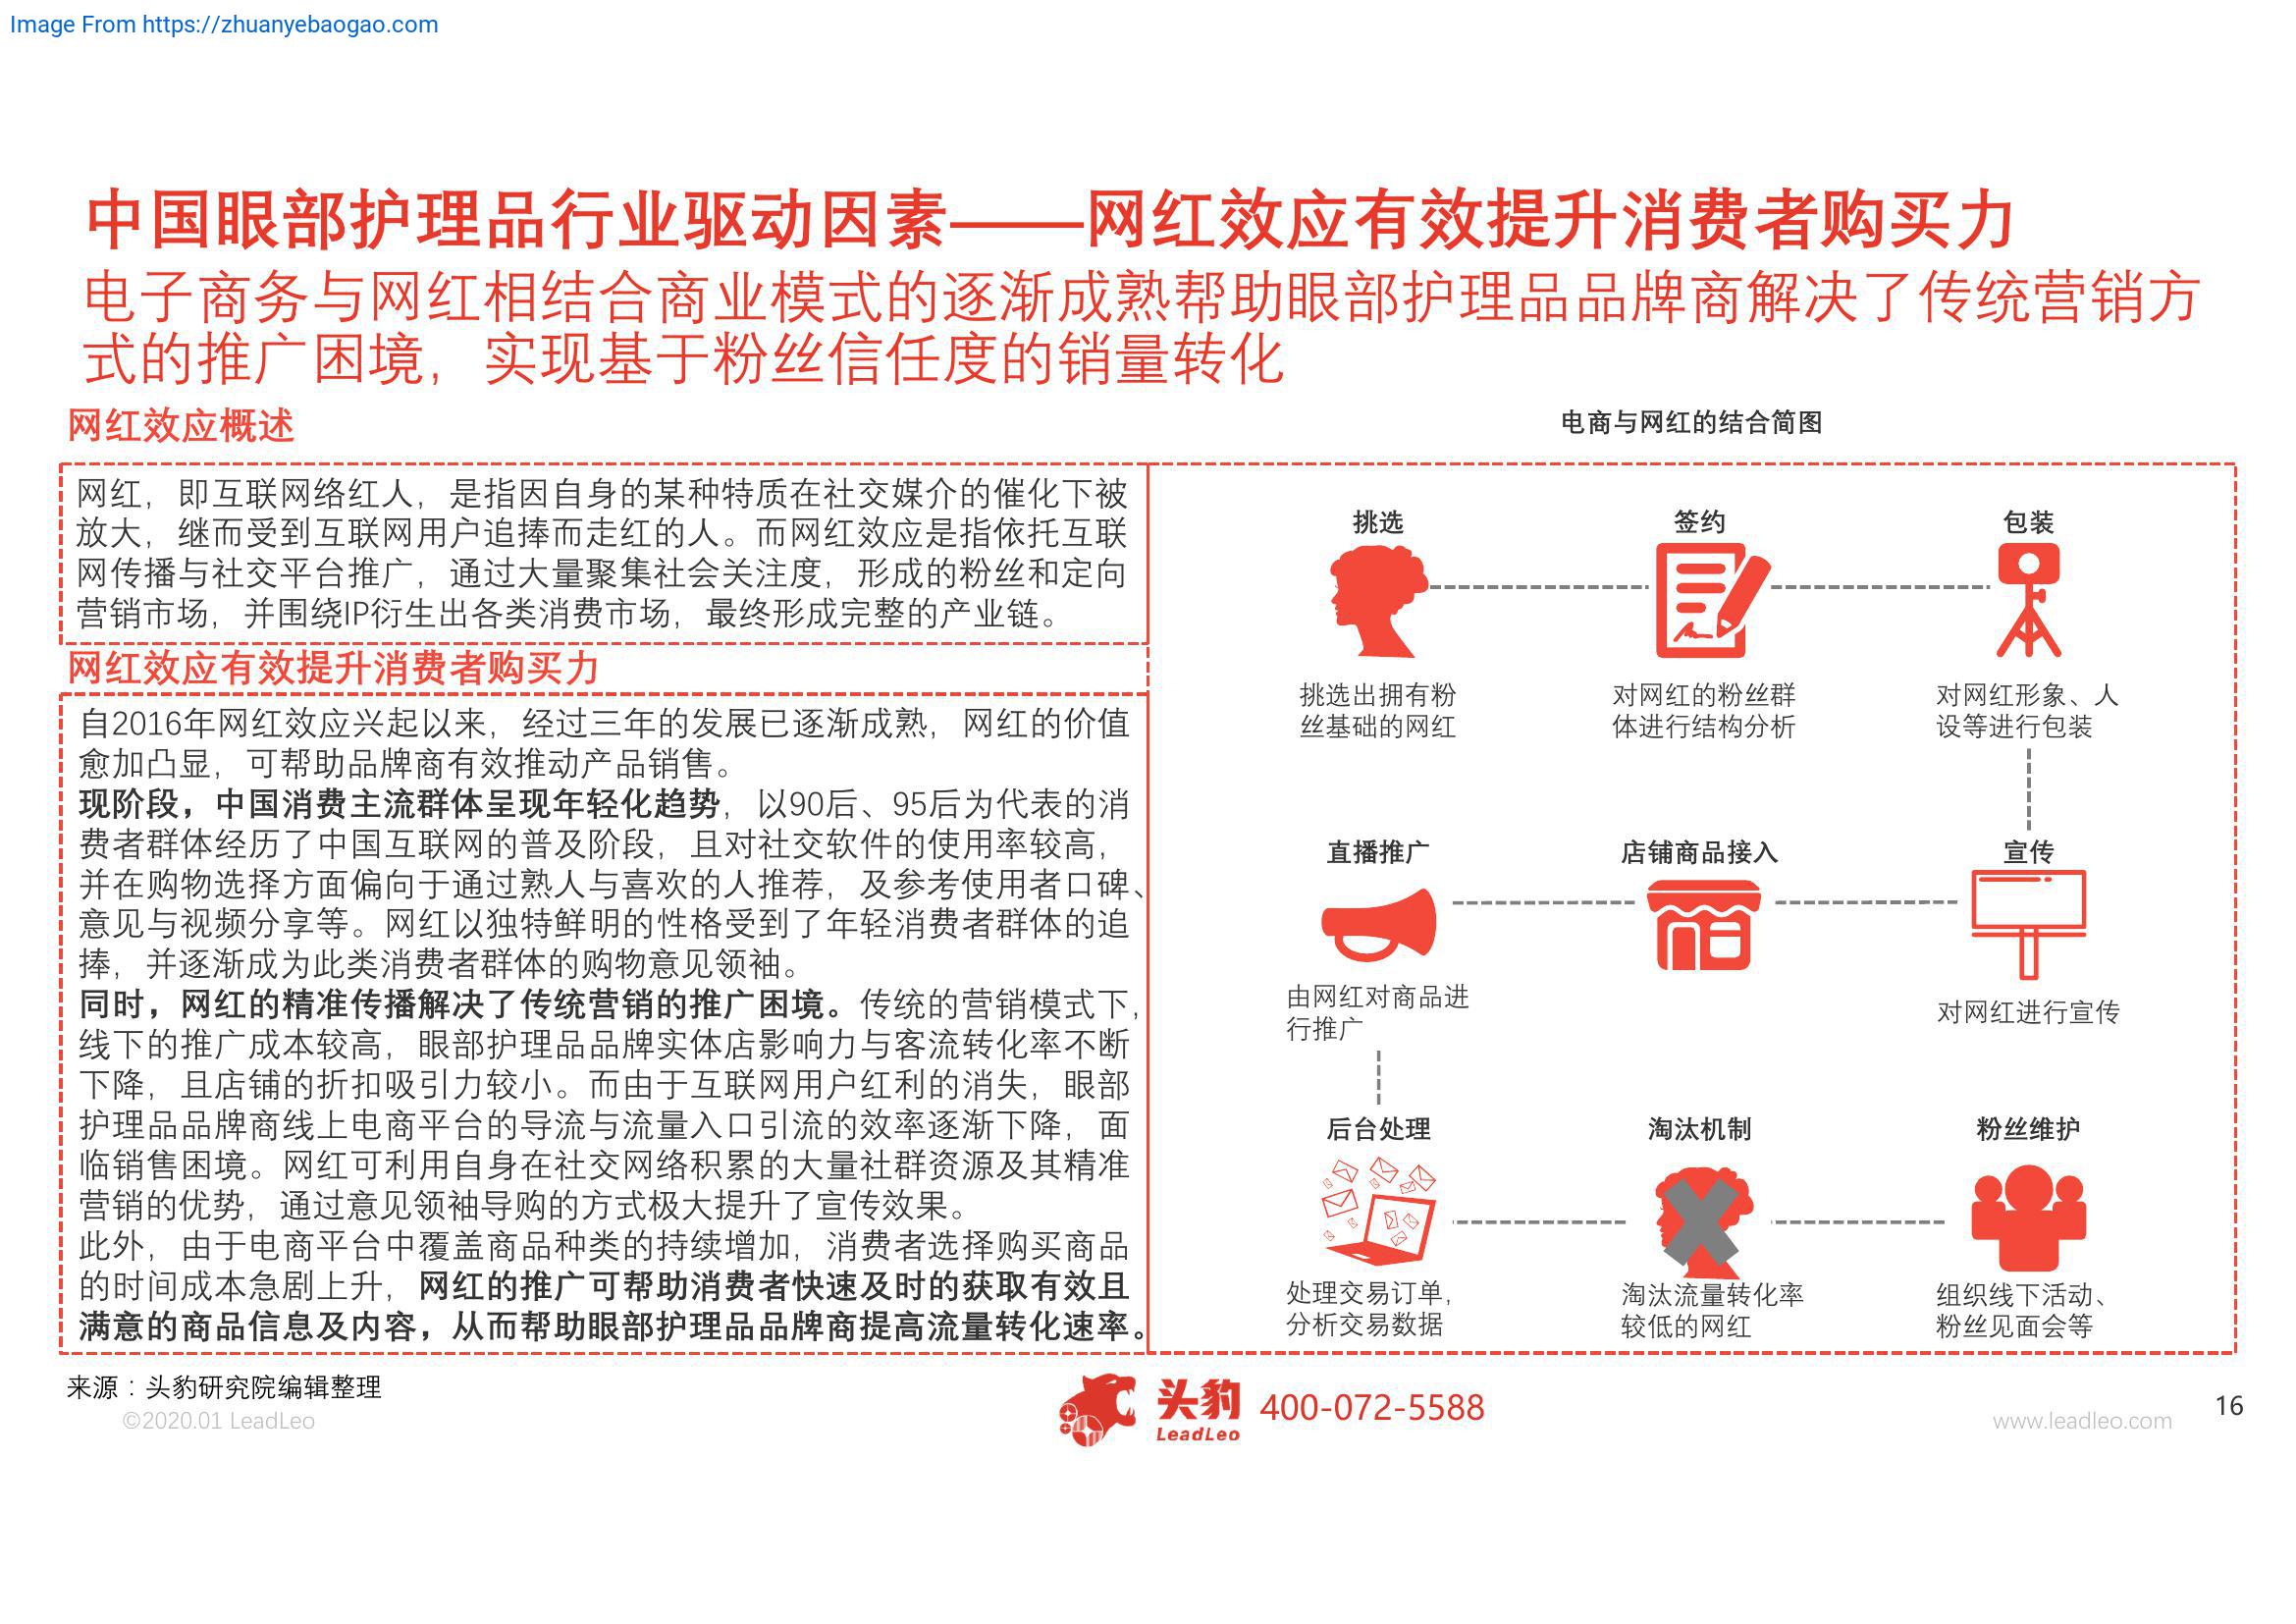 Image From https://zhuanyebaogao.com
中国眼部护理品行业驱动因素——网红效应有效提升消费者购买力
电子商务与网红相结合商业模式的逐渐成熟帮助眼部护理品品牌商解决了传统营销方
式的推广困境，实现基于粉丝信任度的销量转化
网红效应概述
网红，即互联网络红人，是指因自身的某种特质在社交媒介的催化下被
放大，继而受到互联网用户追捧而走红的人。而网红效应是指依托互联
网传播与社交平台推广，通过大量聚集社会关注度，形成的粉丝和定向
营销市场，并围绕IP衍生出各类消费市场，最终形成完整的产业链。
网红效应有效提升消费者购买力
自2016年网红效应兴起以来，经过三年的发展已逐渐成熟，网红的价值
愈加凸显，可帮助品牌商有效推动产品销售。
现阶段，中国消费主流群体呈现年轻化趋势，以90后、95后为代表的消
费者群体经历了中国互联网的普及阶段，且对社交软件的使用率较高，
并在购物选择方面偏向于通过熟人与喜欢的人推荐，及参考使用者口碑、
意见与视频分享等。网红以独特鲜明的性格受到了年轻消费者群体的追
捧，并逐渐成为此类消费者群体的购物意见领袖。
同时，网红的精准传播解决了传统营销的推广困境。传统的营销模式下，
线下的推广成本较高，眼部护理品品牌实体店影响力与客流转化率不断
下降，且店铺的折扣吸引力较小。而由于互联网用户红利的消失，眼部
护理品品牌商线上电商平台的导流与流量入口引流的效率逐渐下降，面
临销售困境。网红可利用自身在社交网络积累的大量社群资源及其精准
营销的优势，通过意见领袖导购的方式极大提升了宣传效果。
此外，由于电商平台中覆盖商品种类的持续增加，消费者选择购买商品
的时间成本急剧上升，网红的推广可帮助消费者快速及时的获取有效且
满意的商品信息及内容，从而帮助眼部护理品品牌商提高流量转化速率。
电商与网红的结合简图
挑选
签约
包装
挑选出拥有粉
丝基础的网红
对网红的粉丝群
体进行结构分析
对网红形象、人
设等进行包装
直播推广
店铺商品接入
宣传
由网红对商品进
行推广
对网红进行宣传
后台处理
淘汰机制
粉丝维护
处理交易订单，
分析交易数据
淘汰流量转化率
较低的网红
组织线下活动、
粉丝见面会等
来源：头豹研究院编辑整理
©2020.01 LeadLeo
头豹
LeadLeo
400-072-5588
www.leadleo.com
16